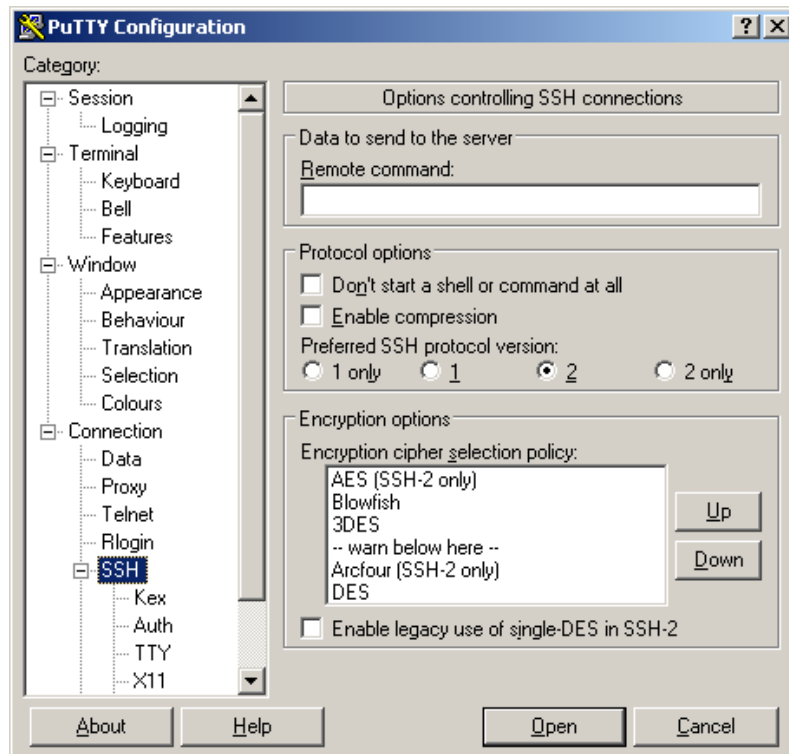 PuTTY Configuration
Category:
Session
Logging
Terminal
Keyboard
Bell
Features
Window
Appearance
Behaviour
Translation
Selection
Colours
Connection
Data
Proxy
Telnet
Rlogin
SSH
Kex
Auth
TTY
X11
Options controlling SSH connections
Data to send to the server
Remote command:
Protocol options
Don't start a shell or command at all
Enable compression
Preferred SSH protocol version:
1 only 1 2 2 only
Encryption options
Encryption cipher selection policy:
AES (SSH-2 only)
Blowfish
3DES
-- warn below here --
Arcfour (SSH-2 only)
DES
Up
Down
Enable legacy use of single-DES in SSH-2
About Help Open Cancel